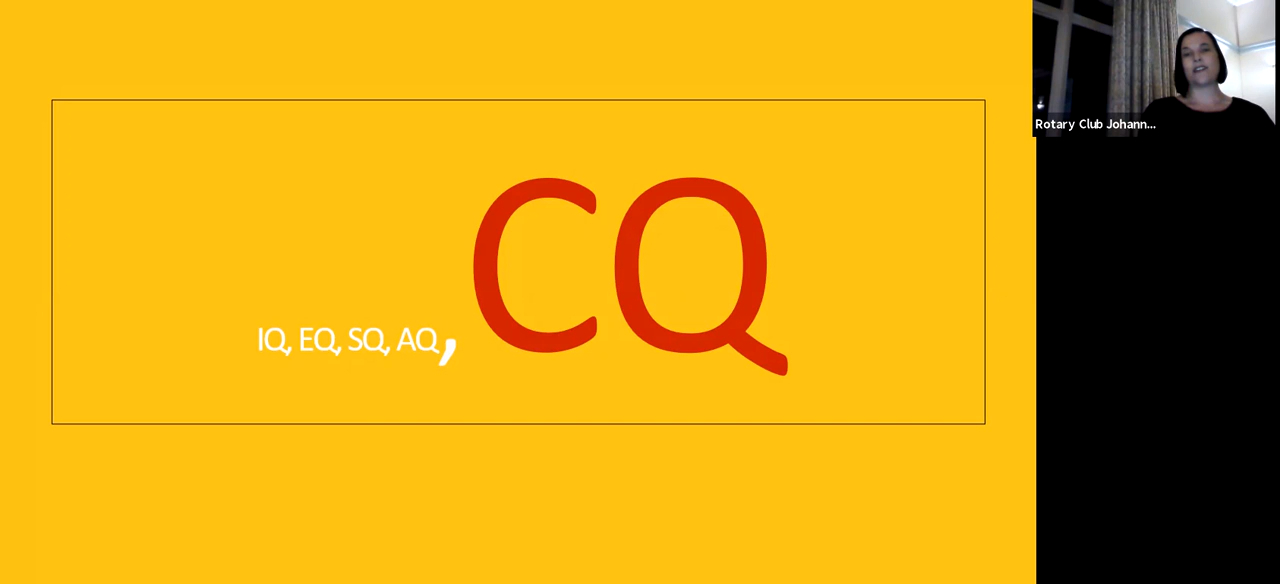 IQ, EQ, SQ, AQ, CQ
Rotary Club Johann...